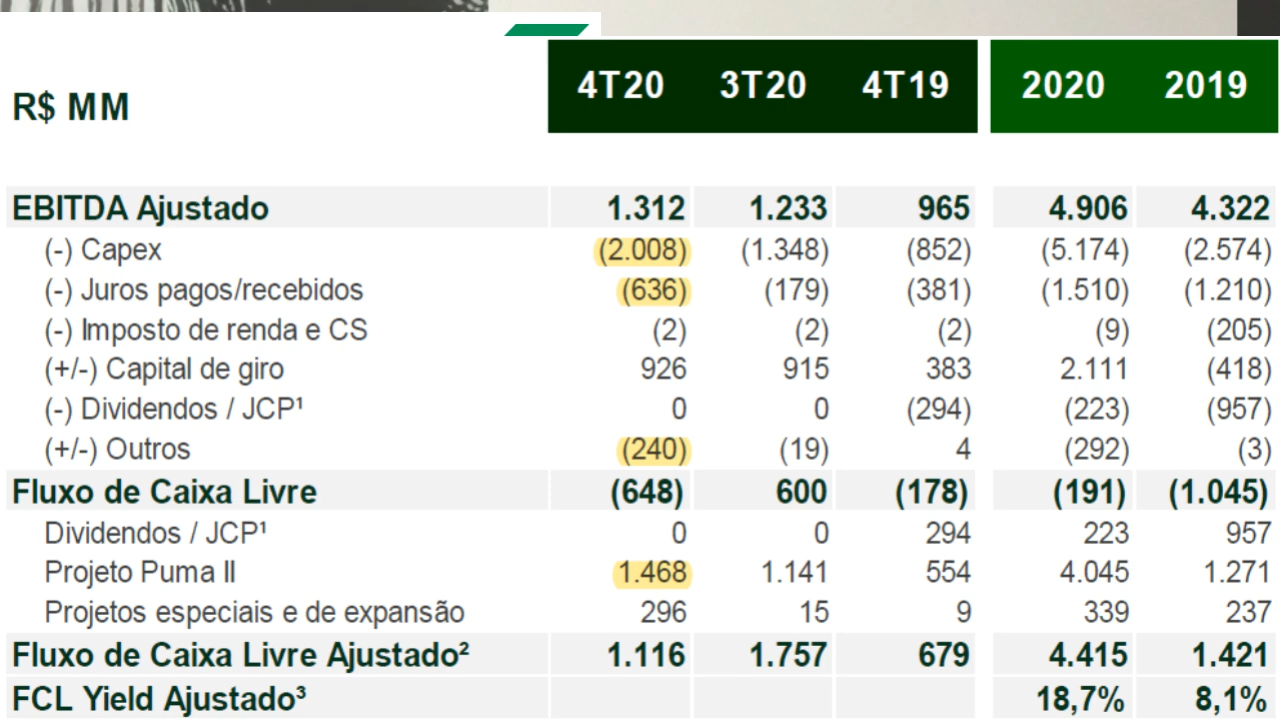 R$ MM 4T20 3T20 4T19 2020 2019
EBITDA Ajustado 1.312 1.233 965 4.906 4.322
(-) Capex (2.008) (1.348) (852) (5.174) (2.574)
(-) Juros pagos/recebidos (636) (179) (381) (1.510) (1.210)
(-) Imposto de renda e CS (2) (2) (2) (9) (205)
(+/-) Capital de giro 926 915 383 2.111 (418)
(-) Dividendos / JCP¹ 0 0 (294) (223) (957)
(+/-) Outros (240) (19) 4 (292) (3)
Fluxo de Caixa Livre (648) 600 (178) (191) (1.045)
Dividendos / JCP¹ 0 0 294 223 957
Projeto Puma II 1.468 1.141 554 4.045 1.271
Projetos especiais e de expansão 296 15 9 339 237
Fluxo de Caixa Livre Ajustado² 1.116 1.757 679 4.415 1.421
FCL Yield Ajustado³ 18,7% 8,1%